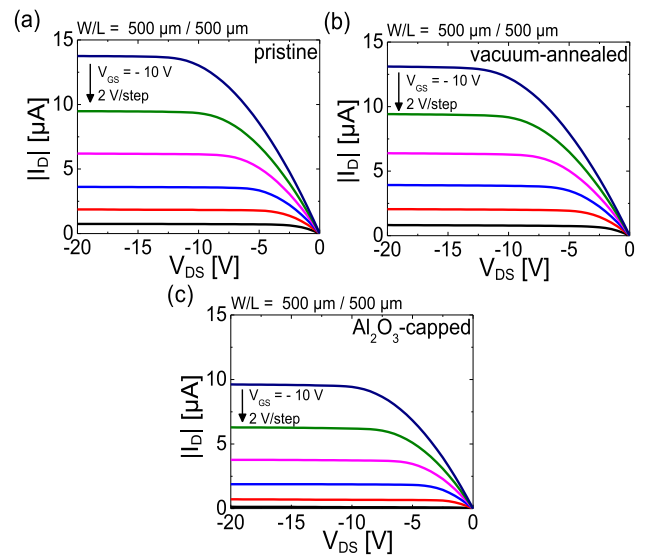 (a)
W/L = 500 µm / 500 µm
pristine
V_GS = - 10 V
2 V/step
|I_D| [µA]
15
10
5
0
-20 -15 -10 -5 0
V_DS [V]
(b)
W/L = 500 µm / 500 µm
vacuum-annealed
V_GS = - 10 V
2 V/step
|I_D| [µA]
15
10
5
0
-20 -15 -10 -5 0
V_DS [V]
(c)
W/L = 500 µm / 500 µm
Al₂O₃-capped
V_GS = - 10 V
2 V/step
|I_D| [µA]
15
10
5
0
-20 -15 -10 -5 0
V_DS [V]